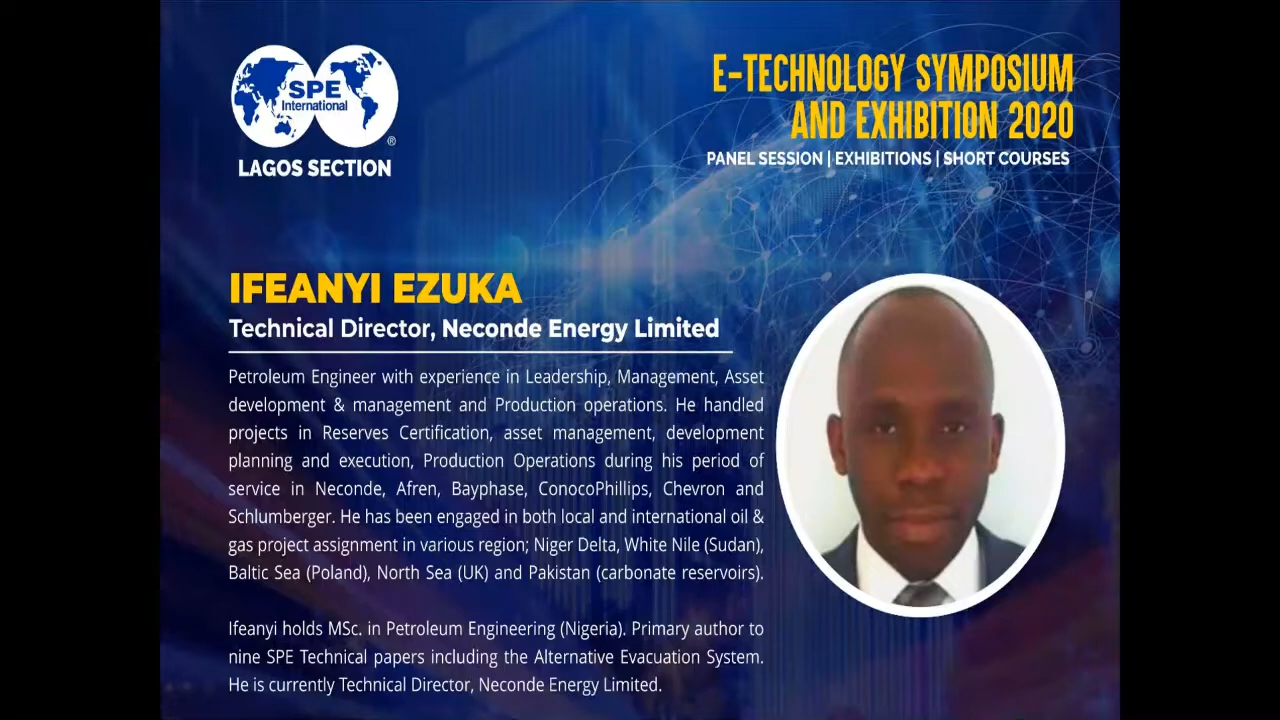 SPE
International
®
LAGOS SECTION
E-TECHNOLOGY SYMPOSIUM
AND EXHIBITION 2020
PANEL SESSION | EXHIBITIONS | SHORT COURSES
IFEANYI EZUKA
Technical Director, Neconde Energy Limited
Petroleum Engineer with experience in Leadership, Management, Asset
development & management and Production operations. He handled
projects in Reserves Certification, asset management, development
planning and execution, Production Operations during his period of
service in Neconde, Afren, Bayphase, ConocoPhillips, Chevron and
Schlumberger. He has been engaged in both local and international oil &
gas project assignment in various region; Niger Delta, White Nile (Sudan),
Baltic Sea (Poland), North Sea (UK) and Pakistan (carbonate reservoirs).
Ifeanyi holds MSc. in Petroleum Engineering (Nigeria). Primary author to
nine SPE Technical papers including the Alternative Evacuation System.
He is currently Technical Director, Neconde Energy Limited.